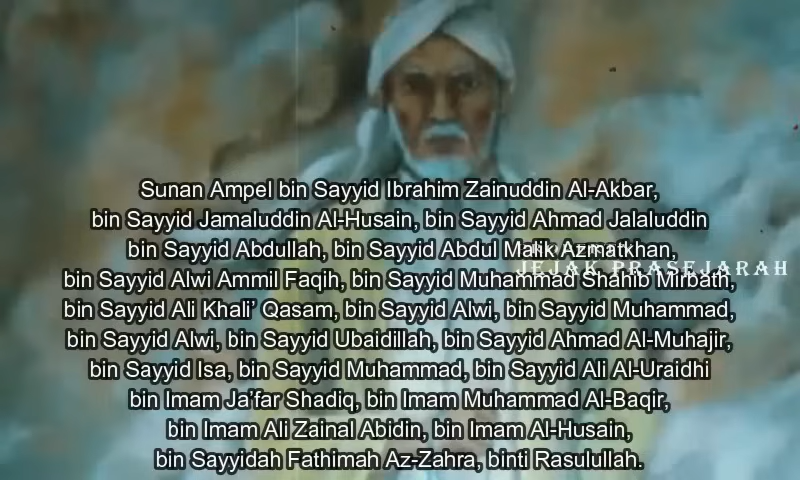 Sunan Ampel bin Sayyid Ibrahim Zainuddin Al-Akbar,
bin Sayyid Jamaluddin Al-Husain, bin Sayyid Ahmad Jalaluddin
bin Sayyid Abdullah, bin Sayyid Abdul Malik Azmatkhan,
JEJAK PRASEJARAH
bin Sayyid Alwi Ammil Faqih, bin Sayyid Muhammad Shahib Mirbath,
bin Sayyid Ali Khali' Qasam, bin Sayyid Alwi, bin Sayyid Muhammad,
bin Sayyid Alwi, bin Sayyid Ubaidillah, bin Sayyid Ahmad Al-Muhajir,
bin Sayyid Isa, bin Sayyid Muhammad, bin Sayyid Ali Al-Uraidhi
bin Imam Ja'far Shadiq, bin Imam Muhammad Al-Baqir,
bin Imam Ali Zainal Abidin, bin Imam Al-Husain,
bin Sayyidah Fathimah Az-Zahra, binti Rasulullah.